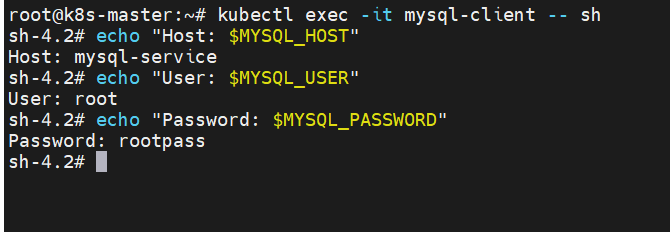 root@k8s-master:~# kubectl exec -it mysql-client -- sh
sh-4.2# echo "Host: $MYSQL_HOST"
Host: mysql-service
sh-4.2# echo "User: $MYSQL_USER"
User: root
sh-4.2# echo "Password: $MYSQL_PASSWORD"
Password: rootpass
sh-4.2#